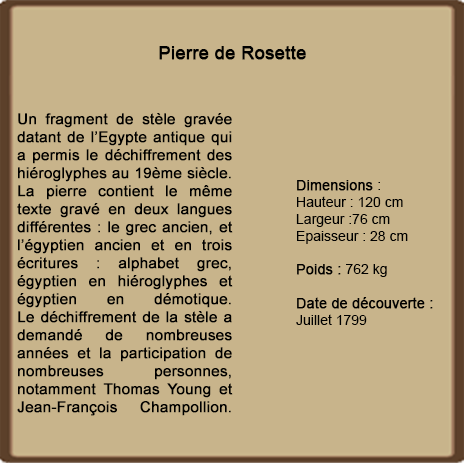 Pierre de Rosette
Un fragment de stèle gravée
datant de l'Egypte antique qui
a permis le déchiffrement des
hiéroglyphes au 19ème siècle.
La pierre contient le même
texte gravé en deux langues
différentes : le grec ancien, et
l'égyptien ancien et en trois
écritures : alphabet grec,
égyptien en hiéroglyphes et
égyptien en démotique.
Le déchiffrement de la stèle a
demandé de nombreuses
années et la participation de
nombreuses personnes,
notamment Thomas Young et
Jean-François Champollion.
Dimensions :
Hauteur : 120 cm
Largeur :76 cm
Epaisseur : 28 cm
Poids : 762 kg
Date de découverte :
Juillet 1799